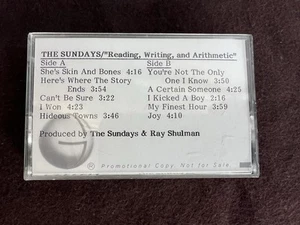 THE SUNDAYS/"Reading, Writing, and Arithmetic"
Side A Side B
She's Skin And Bones 4:16 You're Not The Only
Here's Where The Story One I Know 3:50
Ends 3:54 A Certain Someone 4:25
Can't Be Sure 3:22 I Kicked A Boy 2:16
I Won 4:23 My Finest Hour 3:59
Hideous Towns 3:46 Joy 4:10
Produced by The Sundays & Ray Shulman
Promotional Copy. Not for Sale